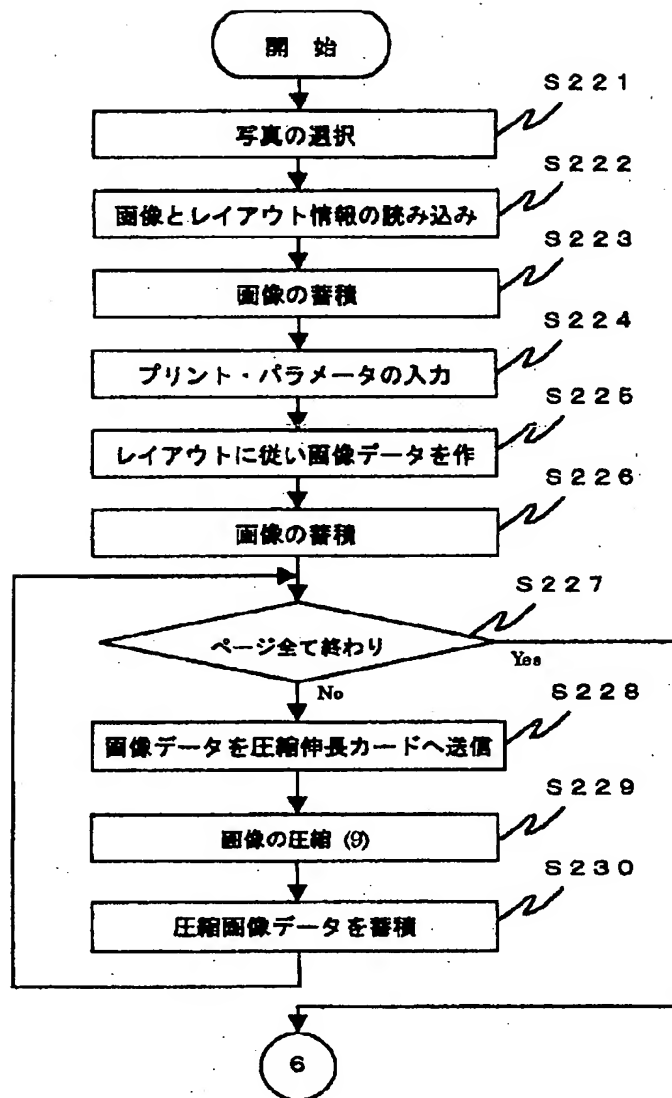 開 始
S221
写真の選択
S222
画像とレイアウト情報の読み込み
S223
画像の蓄積
S224
プリント・パラメータの入力
S225
レイアウトに従い画像データを作
S226
画像の蓄積
S227
ページ全て終わり
Yes
No
S228
画像データを圧縮伸長カードへ送信
S229
画像の圧縮 (9)
S230
圧縮画像データを蓄積
6